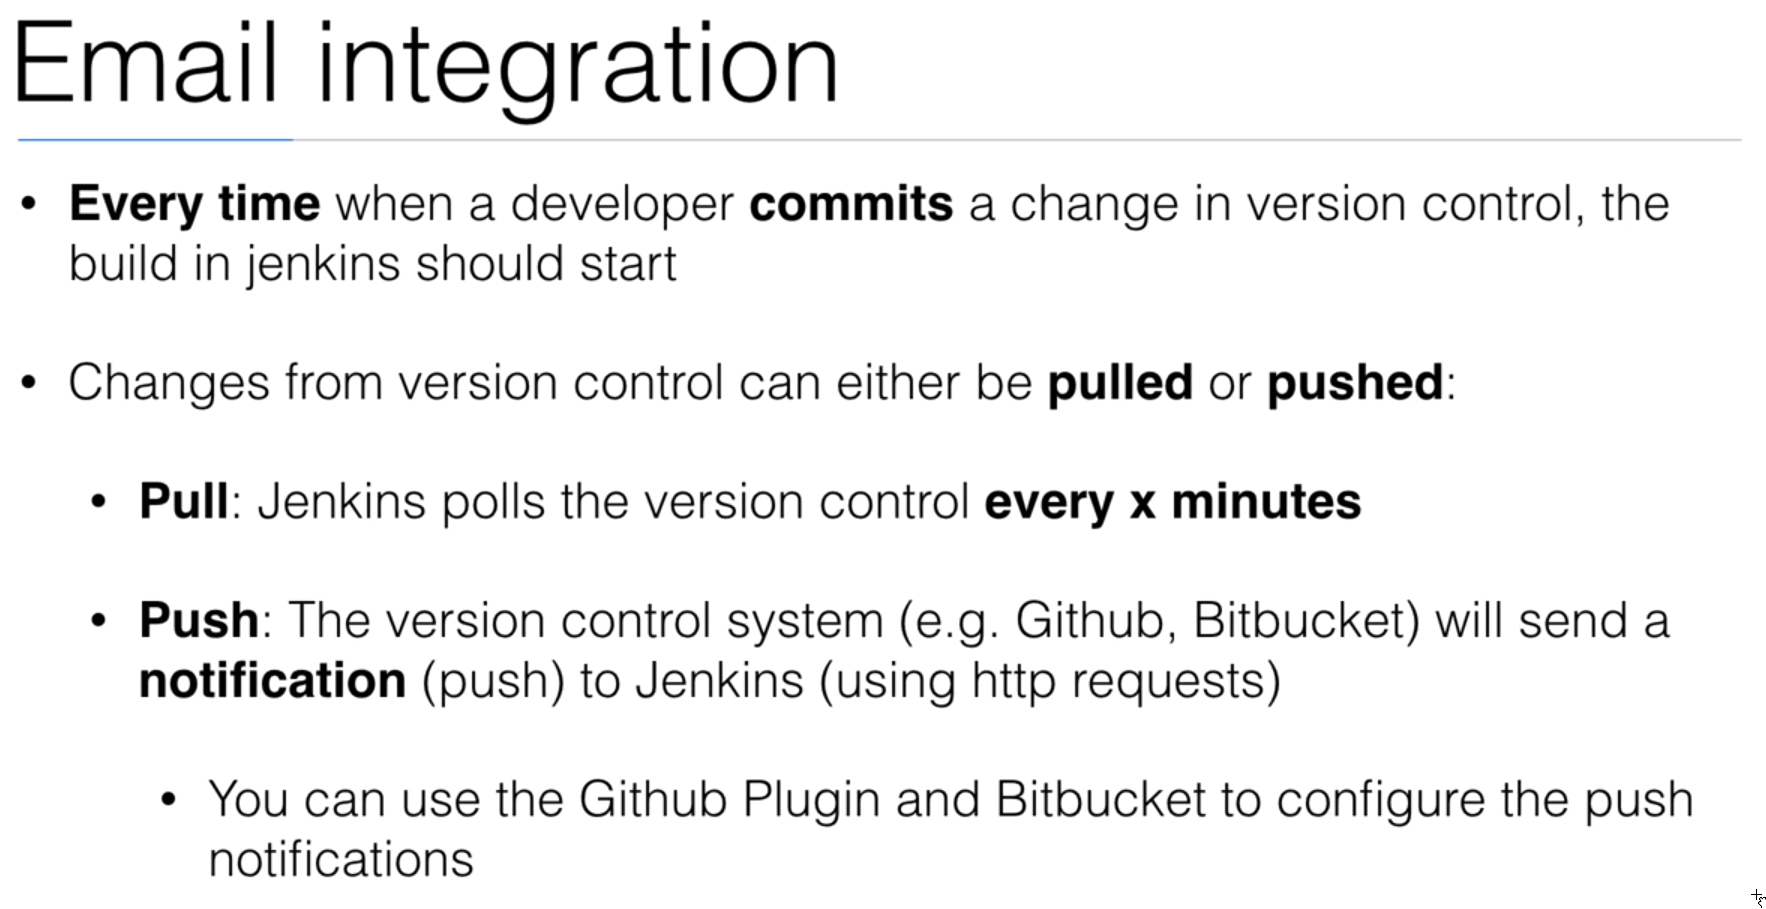 Email integration
• Every time when a developer commits a change in version control, the
build in jenkins should start
• Changes from version control can either be pulled or pushed:
• Pull: Jenkins polls the version control every x minutes
• Push: The version control system (e.g. Github, Bitbucket) will send a
notification (push) to Jenkins (using http requests)
• You can use the Github Plugin and Bitbucket to configure the push
notifications